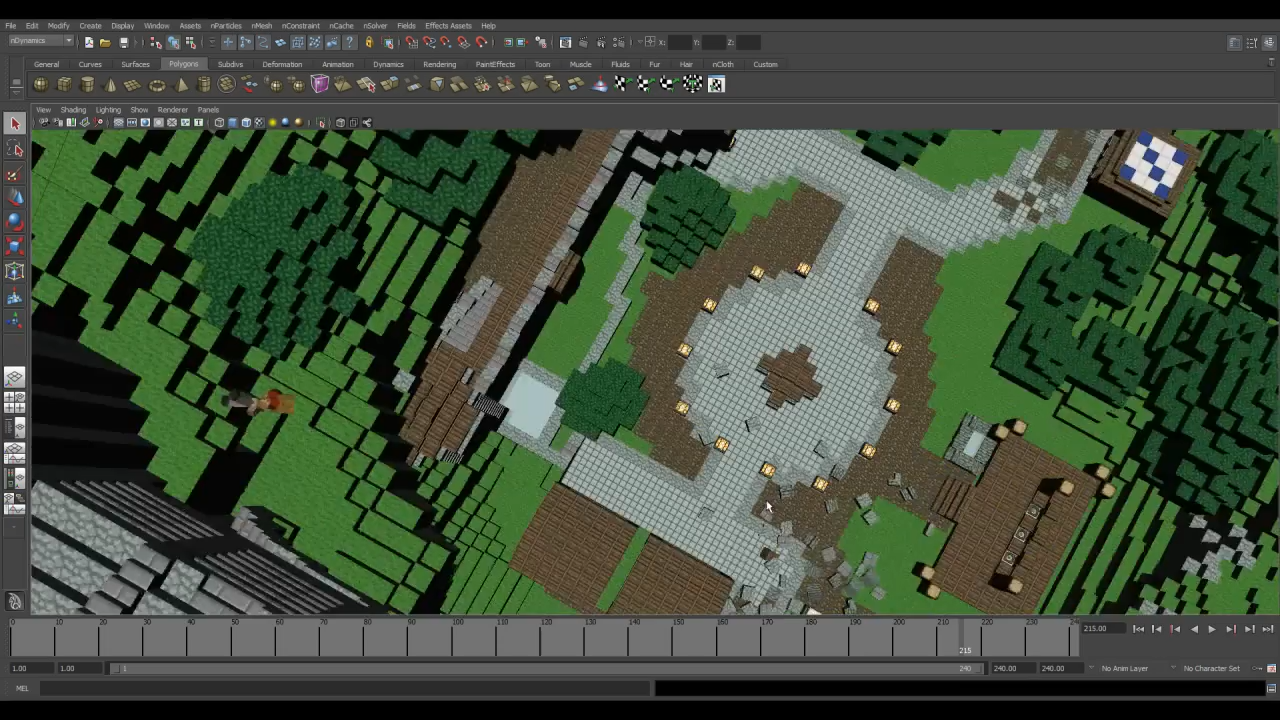 File Edit Modify Create Display Window Assets nParticles nMesh nConstraint nCache nSolver Fields Effects Assets Help
nDynamics X: Y: Z:
General Curves Surfaces Polygons Subdivs Deformation Animation Dynamics Rendering PaintEffects Toon Muscle Fluids Fur Hair nCloth Custom
View Shading Lighting Show Renderer Panels
0 10 20 30 40 50 60 70 80 90 100 110 120 130 140 150 160 170 180 190 200 210 220 230 24
215
215.00
1.00 1.00 1 240 240.00 240.00 No Anim Layer No Character Set
MEL